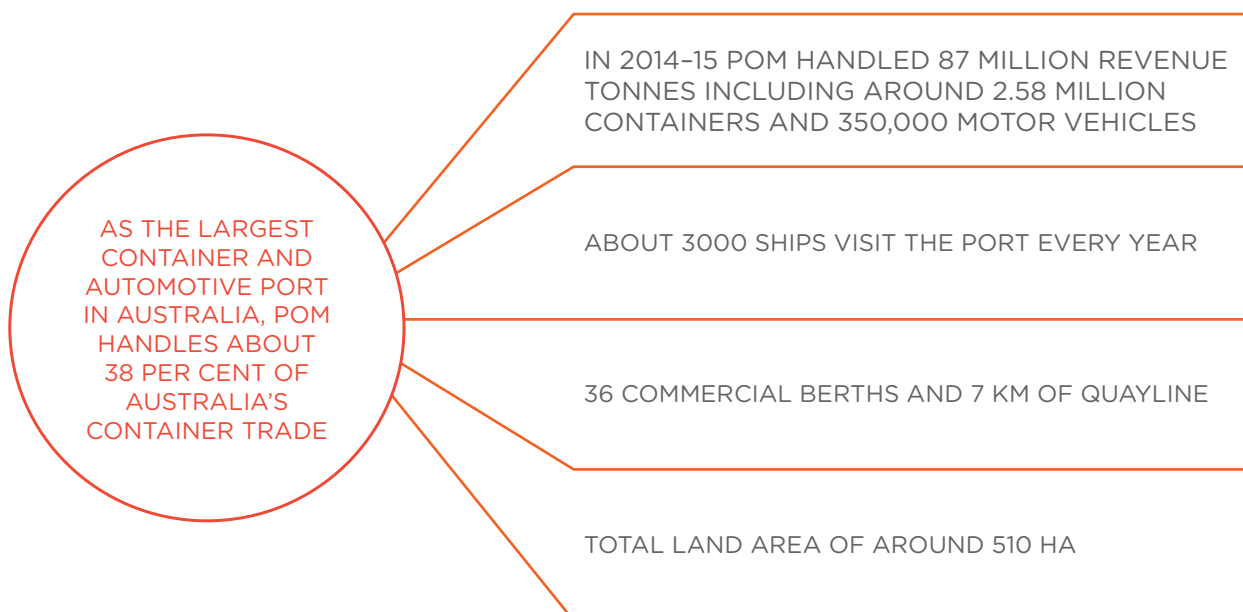 AS THE LARGEST
CONTAINER AND
AUTOMOTIVE PORT
IN AUSTRALIA, POM
HANDLES ABOUT
38 PER CENT OF
AUSTRALIA'S
CONTAINER TRADE
IN 2014–15 POM HANDLED 87 MILLION REVENUE
TONNES INCLUDING AROUND 2.58 MILLION
CONTAINERS AND 350,000 MOTOR VEHICLES
ABOUT 3000 SHIPS VISIT THE PORT EVERY YEAR
36 COMMERCIAL BERTHS AND 7 KM OF QUAYLINE
TOTAL LAND AREA OF AROUND 510 HA